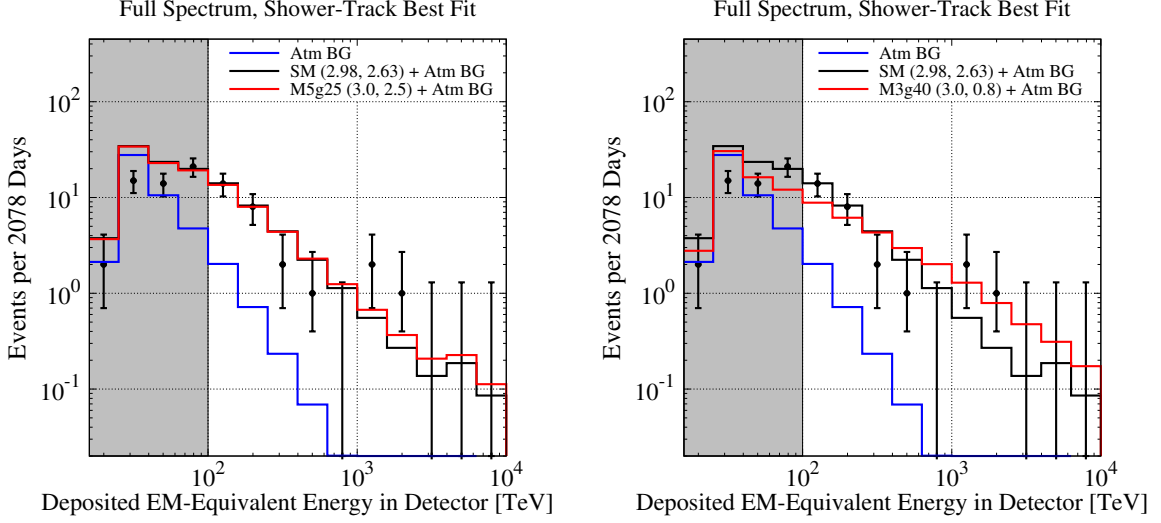 Full Spectrum, Shower-Track Best Fit
Atm BG
SM (2.98, 2.63) + Atm BG
M5g25 (3.0, 2.5) + Atm BG
Events per 2078 Days
10^2
10^1
10^0
10^-1
10^2 10^3 10^4
Deposited EM-Equivalent Energy in Detector [TeV]
Full Spectrum, Shower-Track Best Fit
Atm BG
SM (2.98, 2.63) + Atm BG
M3g40 (3.0, 0.8) + Atm BG
Events per 2078 Days
10^2
10^1
10^0
10^-1
10^2 10^3 10^4
Deposited EM-Equivalent Energy in Detector [TeV]